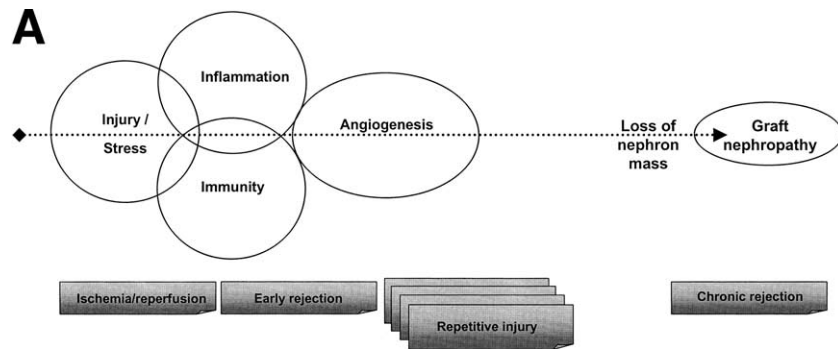 A
Inflammation
Injury /
Stress
Angiogenesis
Immunity
Loss of
nephron
mass
Graft
nephropathy
Ischemia/reperfusion
Early rejection
Repetitive injury
Chronic rejection